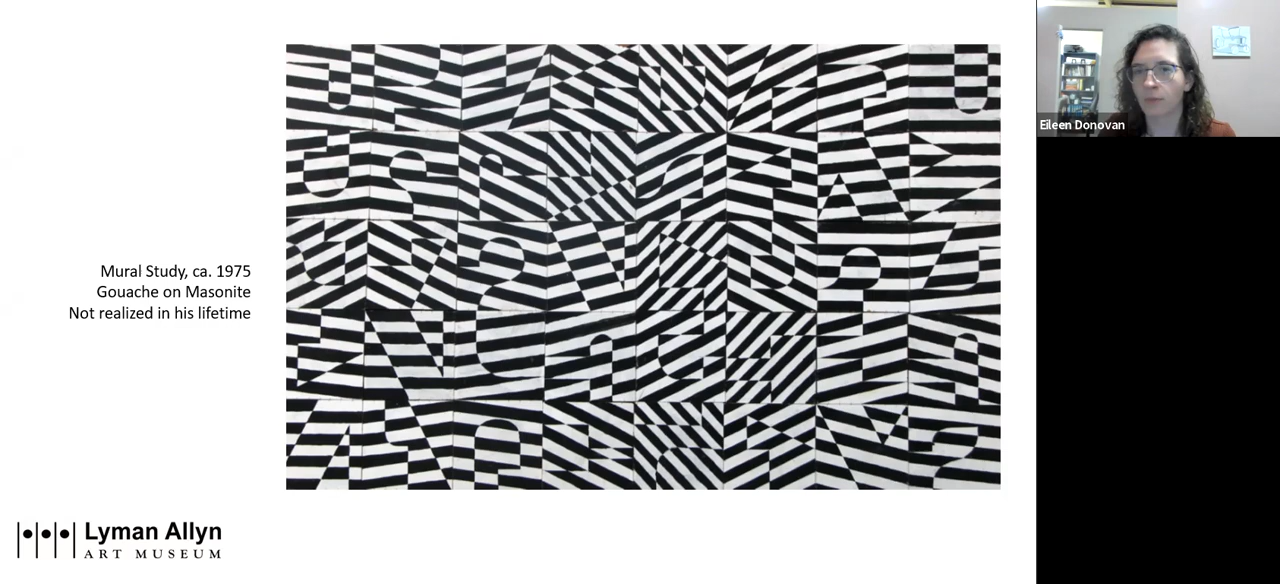 Mural Study, ca. 1975
Gouache on Masonite
Not realized in his lifetime
Lyman Allyn
ART MUSEUM
Eileen Donovan